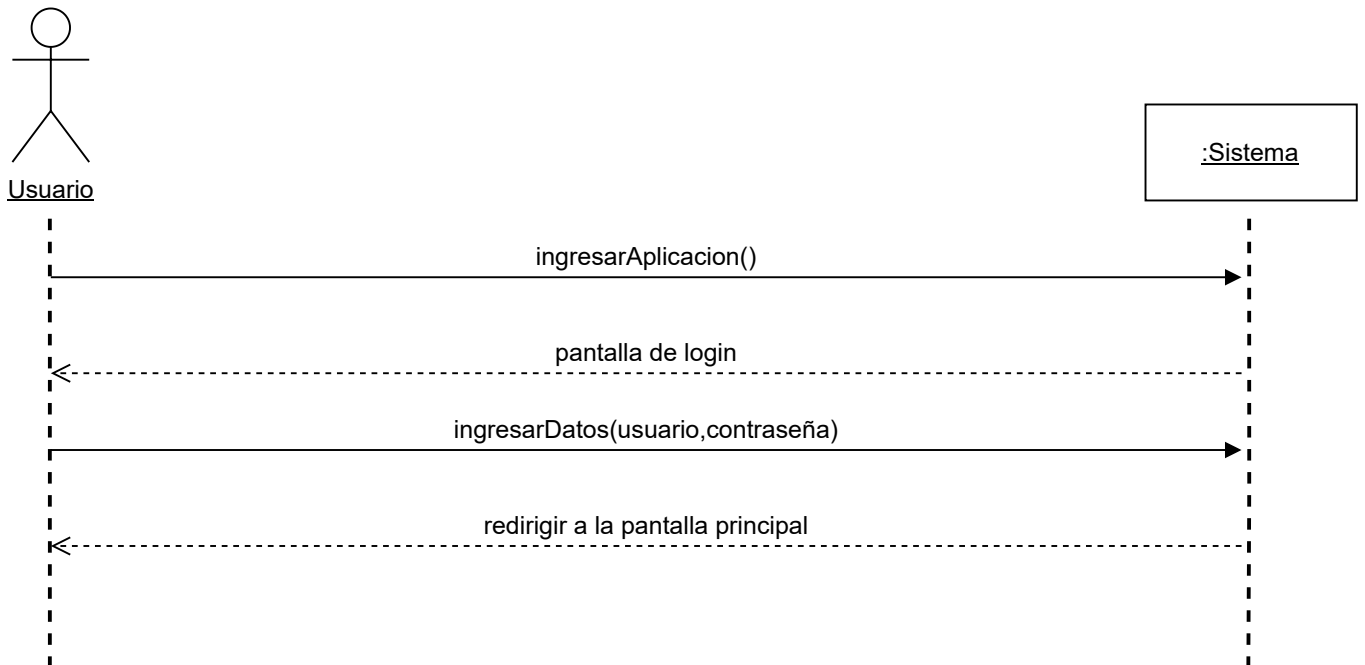 Usuario
:Sistema
ingresarAplicacion()
pantalla de login
ingresarDatos(usuario,contraseña)
redirigir a la pantalla principal